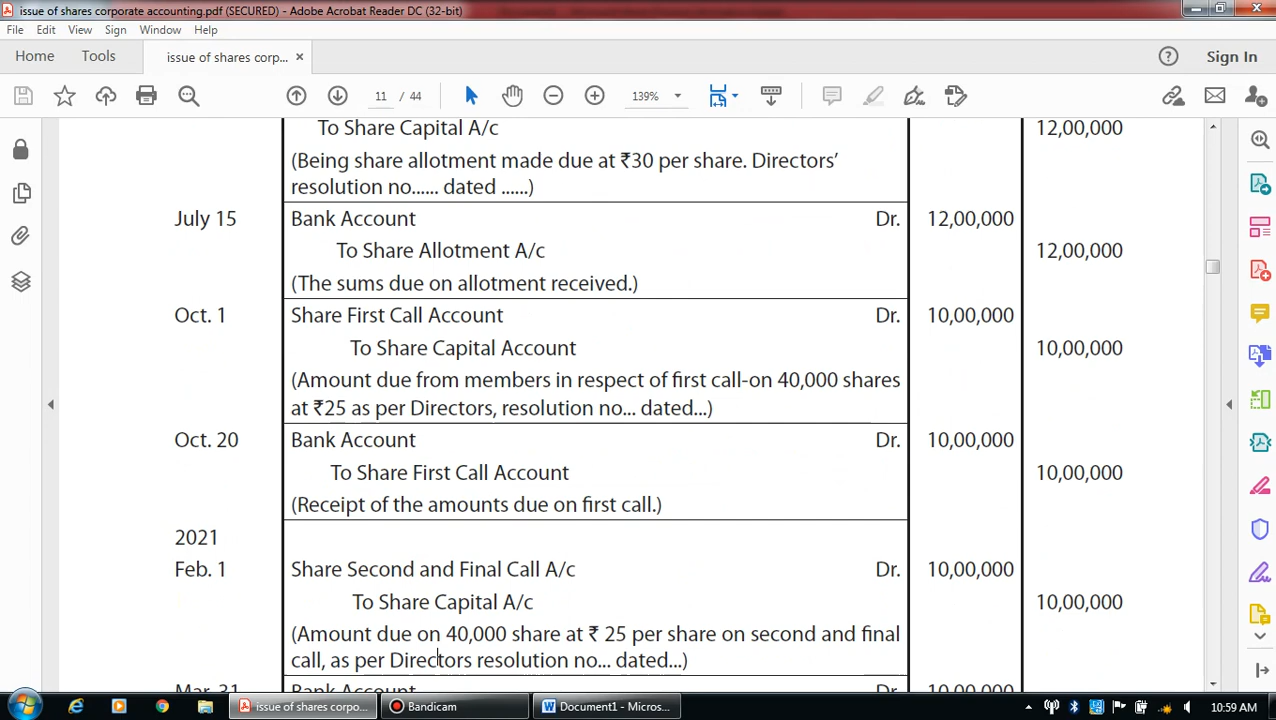 issue of shares corporate accounting.pdf (SECURED) - Adobe Acrobat Reader DC (32-bit)
File Edit View Sign Window Help
Home Tools issue of shares corp... × Sign In
11 / 44 139%
To Share Capital A/c 12,00,000
(Being share allotment made due at ₹30 per share. Directors’
resolution no...... dated ......)
July 15 Bank Account Dr. 12,00,000
To Share Allotment A/c 12,00,000
(The sums due on allotment received.)
Oct. 1 Share First Call Account Dr. 10,00,000
To Share Capital Account 10,00,000
(Amount due from members in respect of first call-on 40,000 shares
at ₹25 as per Directors, resolution no... dated...)
Oct. 20 Bank Account Dr. 10,00,000
To Share First Call Account 10,00,000
(Receipt of the amounts due on first call.)
2021
Feb. 1 Share Second and Final Call A/c Dr. 10,00,000
To Share Capital A/c 10,00,000
(Amount due on 40,000 share at ₹ 25 per share on second and final
call, as per Directors resolution no... dated...)
Mar. 31 Bank Account Dr. 10,00,000
issue of shares corpo... Bandicam Document1 - Micros... 10:59 AM